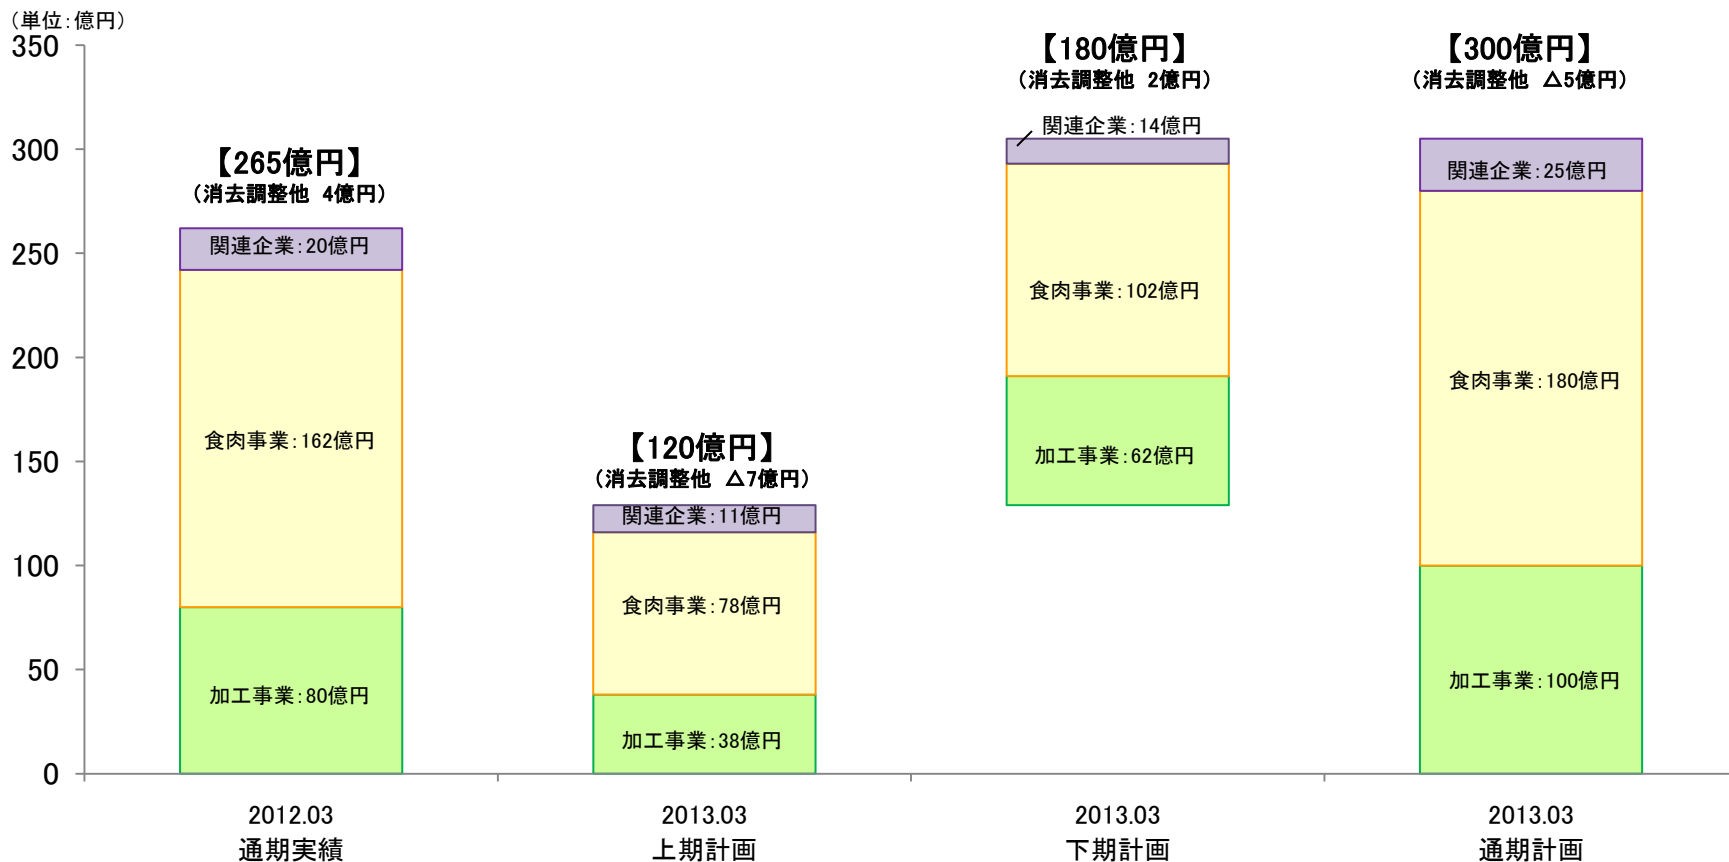 （単位：億円）
350
300
250
200
150
100
50
0
【265億円】
（消去調整他 4億円）
関連企業：20億円
食肉事業：162億円
加工事業：80億円
2012.03
通期実績
【120億円】
（消去調整他 △7億円）
関連企業：11億円
食肉事業：78億円
加工事業：38億円
2013.03
上期計画
【180億円】
（消去調整他 2億円）
関連企業：14億円
食肉事業：102億円
加工事業：62億円
2013.03
下期計画
【300億円】
（消去調整他 △5億円）
関連企業：25億円
食肉事業：180億円
加工事業：100億円
2013.03
通期計画